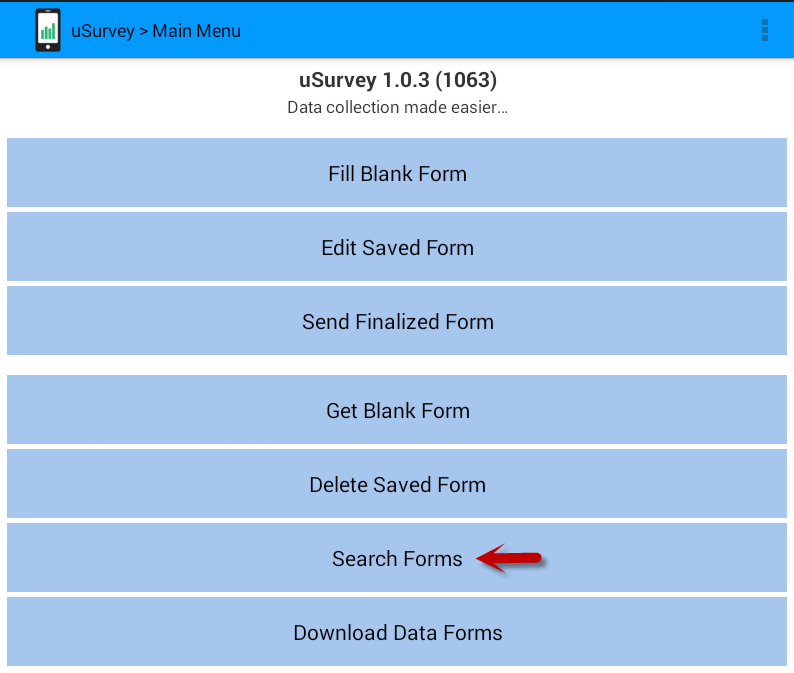 uSurvey > Main Menu
uSurvey 1.0.3 (1063)
Data collection made easier...
Fill Blank Form
Edit Saved Form
Send Finalized Form
Get Blank Form
Delete Saved Form
Search Forms
Download Data Forms